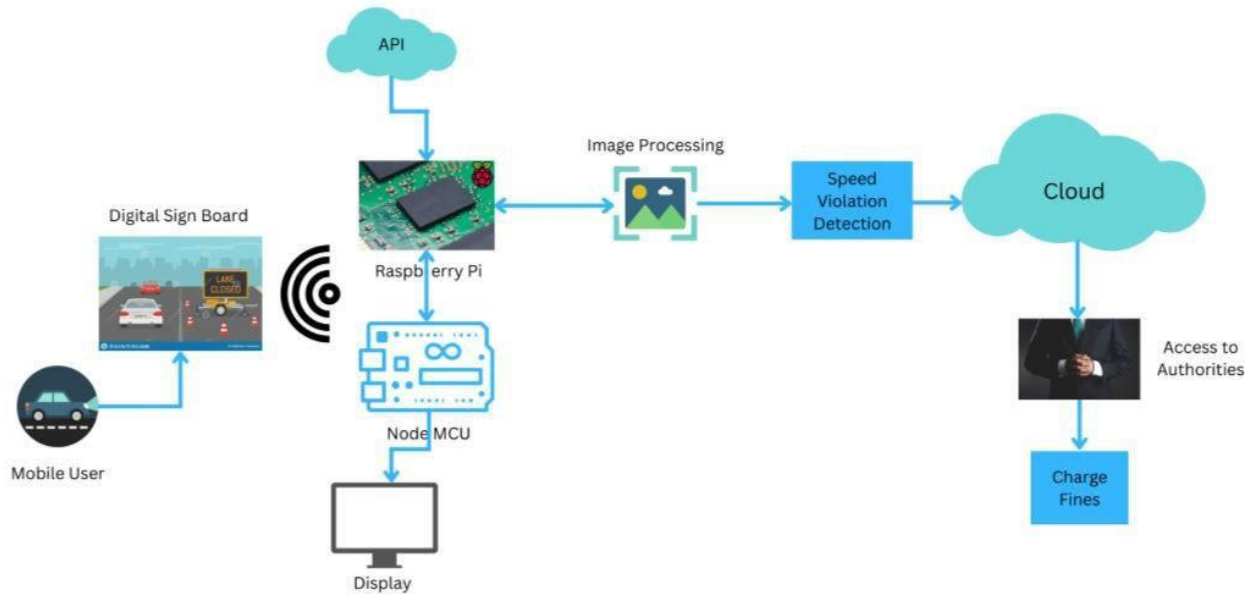 API
Image Processing
Speed
Violation
Detection
Cloud
Digital Sign Board
LANE
CLOSED
Raspberry Pi
Access to
Authorities
Node MCU
Mobile User
Charge
Fines
Display